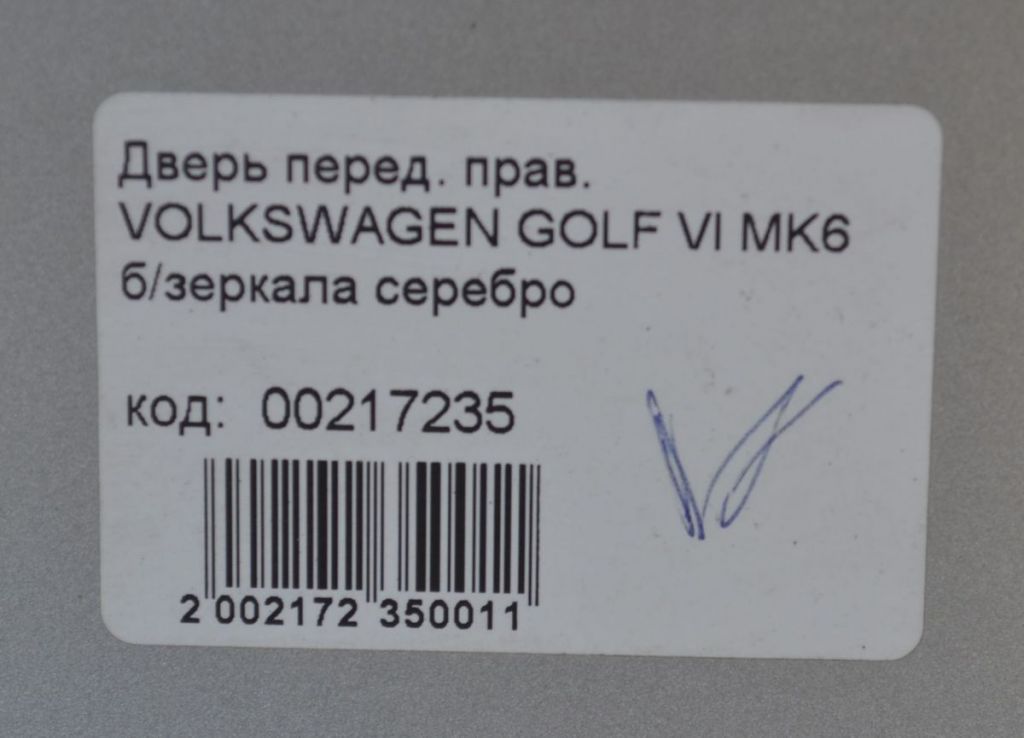 Дверь перед. прав.
VOLKSWAGEN GOLF VI MK6
б/зеркала серебро
код: 00217235
2 002172 350011